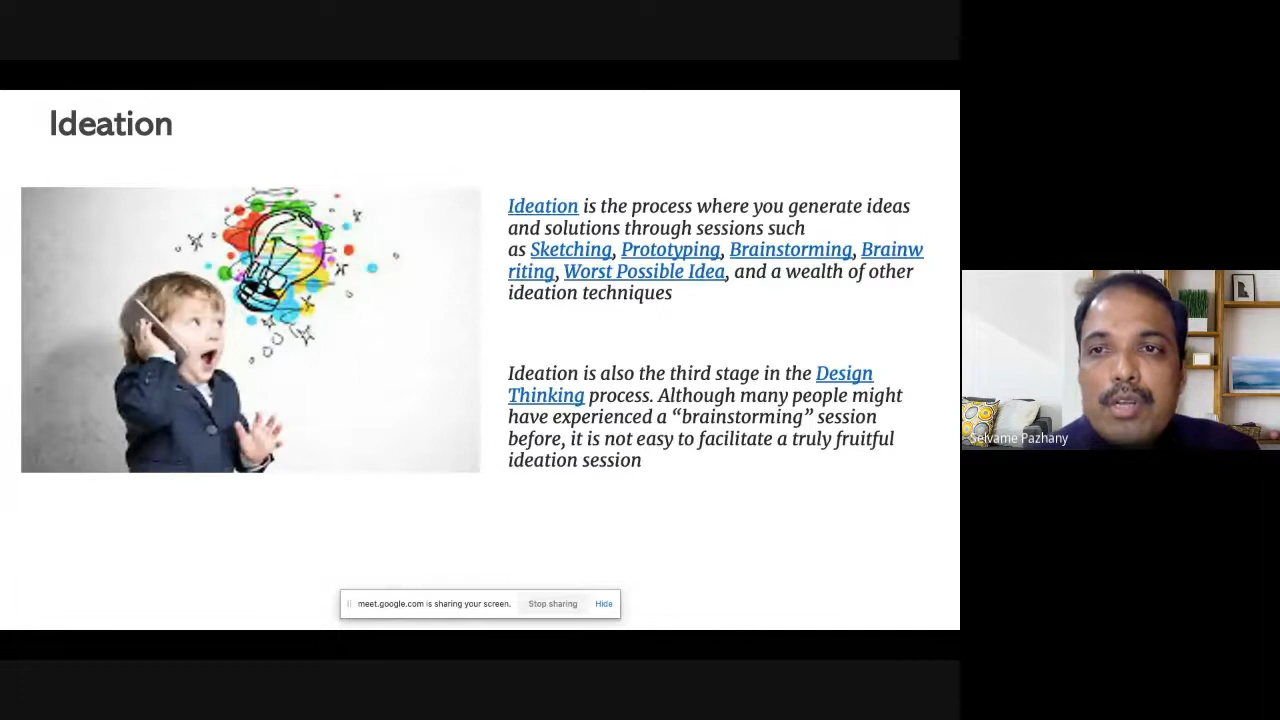 Ideation
Ideation is the process where you generate ideas
and solutions through sessions such
as Sketching, Prototyping, Brainstorming, Brainw
riting, Worst Possible Idea, and a wealth of other
ideation techniques
Ideation is also the third stage in the Design
Thinking process. Although many people might
have experienced a “brainstorming” session
before, it is not easy to facilitate a truly fruitful
ideation session
Selvame Pazhany
meet.google.com is sharing your screen. Stop sharing Hide